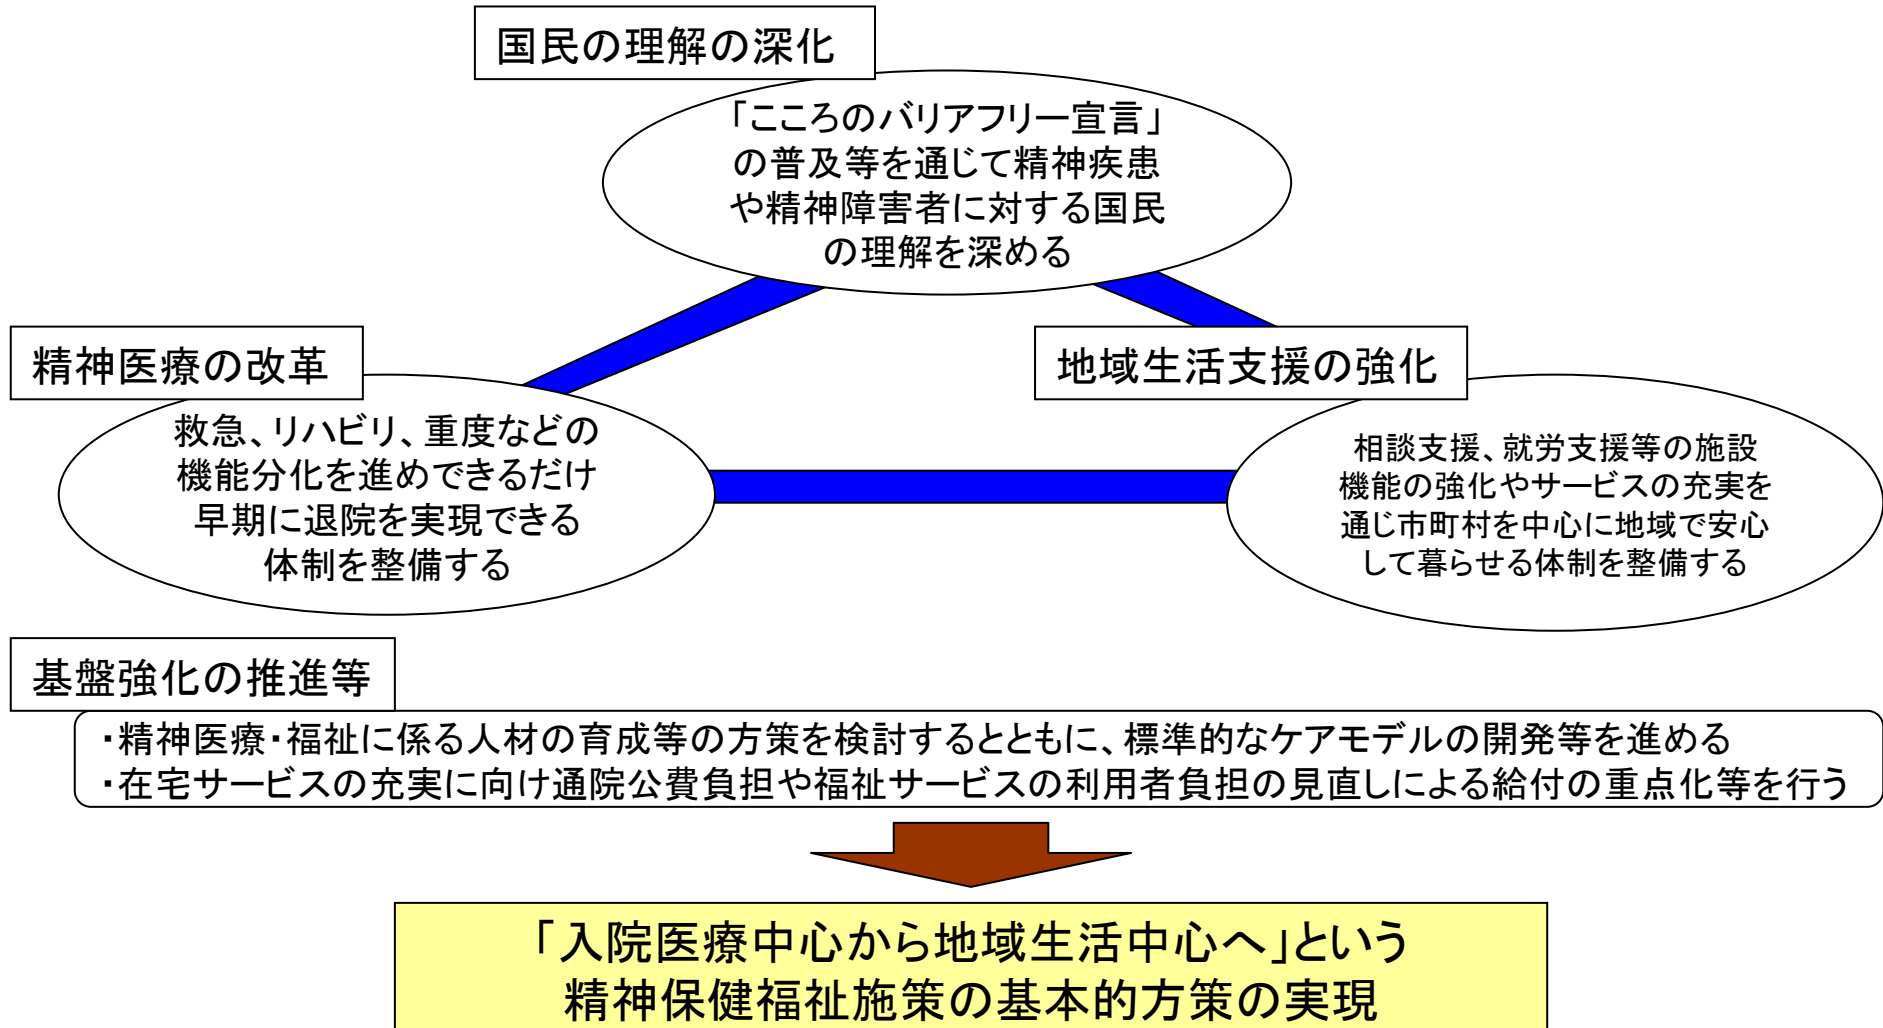 国民の理解の深化
「こころのバリアフリー宣言」
の普及等を通じて精神疾患
や精神障害者に対する国民
の理解を深める
精神医療の改革
救急、リハビリ、重度などの
機能分化を進めできるだけ
早期に退院を実現できる
体制を整備する
地域生活支援の強化
相談支援、就労支援等の施設
機能の強化やサービスの充実を
通じ市町村を中心に地域で安心
して暮らせる体制を整備する
基盤強化の推進等
・精神医療・福祉に係る人材の育成等の方策を検討するとともに、標準的なケアモデルの開発等を進める
・在宅サービスの充実に向け通院公費負担や福祉サービスの利用者負担の見直しによる給付の重点化等を行う
「入院医療中心から地域生活中心へ」という
精神保健福祉施策の基本的方策の実現